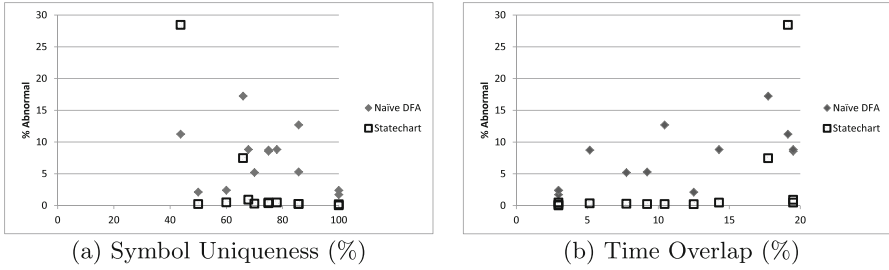 % Abnormal
30
25
20
15
10
5
0
0 20 40 60 80 100
Naïve DFA
Statechart
(a) Symbol Uniqueness (%)
% Abnormal
30
25
20
15
10
5
0
0 5 10 15 20
Naïve DFA
Statechart
(b) Time Overlap (%)